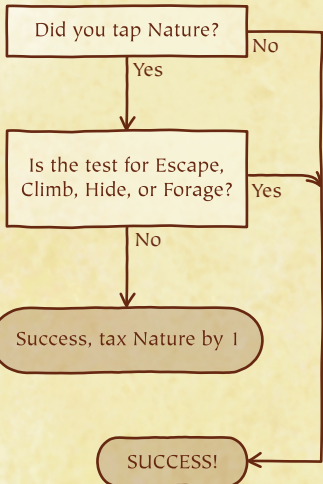 Did you tap Nature?
No
Yes
Is the test for Escape,
Climb, Hide, or Forage?
Yes
No
Success, tax Nature by 1
SUCCESS!